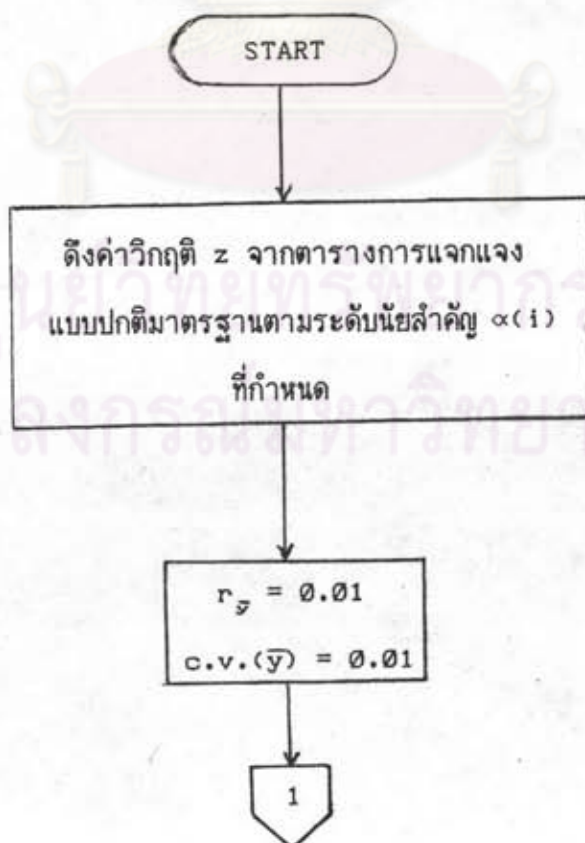 START
ดึงค่าวิกฤติ z จากตารางการแจกแจง
แบบปกติมาตรฐานตามระดับนัยสำคัญ ∝(i)
ที่กำหนด
r_ȳ = 0.01
c.v.(ȳ) = 0.01
1